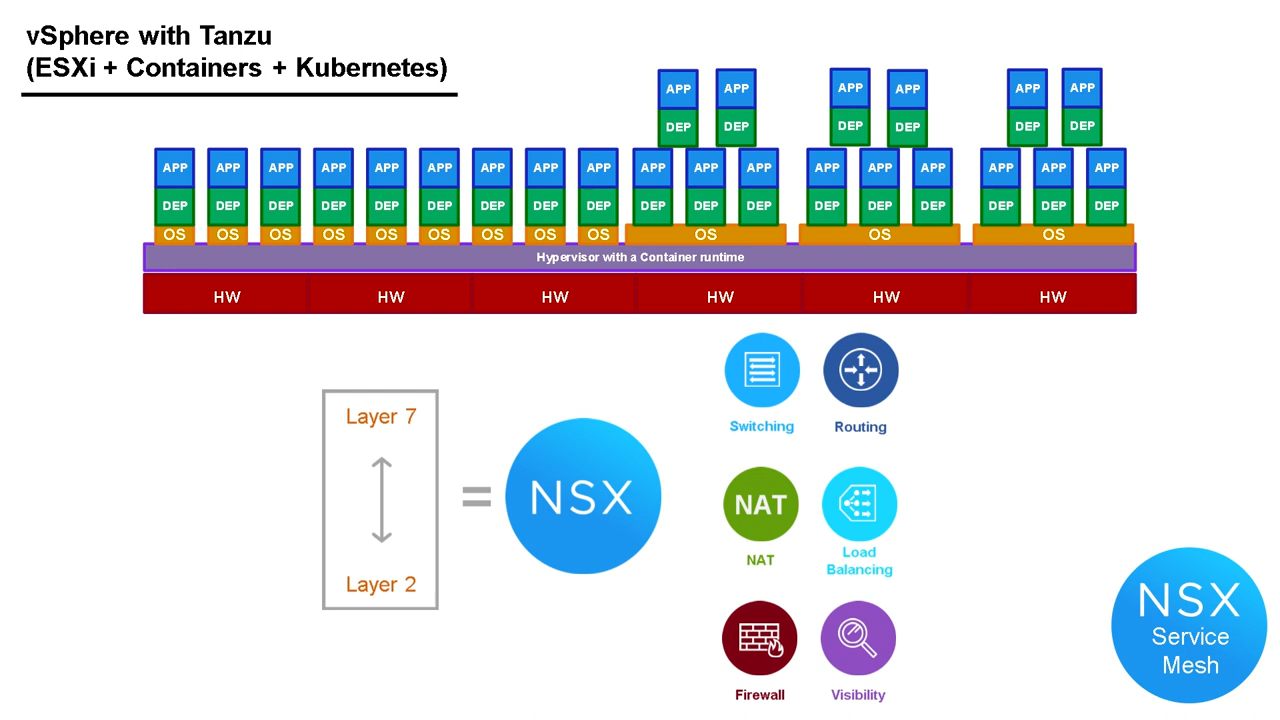 vSphere with Tanzu
(ESXi + Containers + Kubernetes)
APP APP APP APP APP APP
DEP DEP DEP DEP DEP DEP
APP APP APP APP APP APP APP APP APP APP APP APP APP APP APP APP APP APP
DEP DEP DEP DEP DEP DEP DEP DEP DEP DEP DEP DEP DEP DEP DEP DEP DEP DEP
OS OS OS OS OS OS OS OS OS OS OS OS
Hypervisor with a Container runtime
HW HW HW HW HW HW
Layer 7
Layer 2
=
NSX
Switching
Routing
NAT
NAT
Load
Balancing
Firewall
Visibility
NSX
Service
Mesh